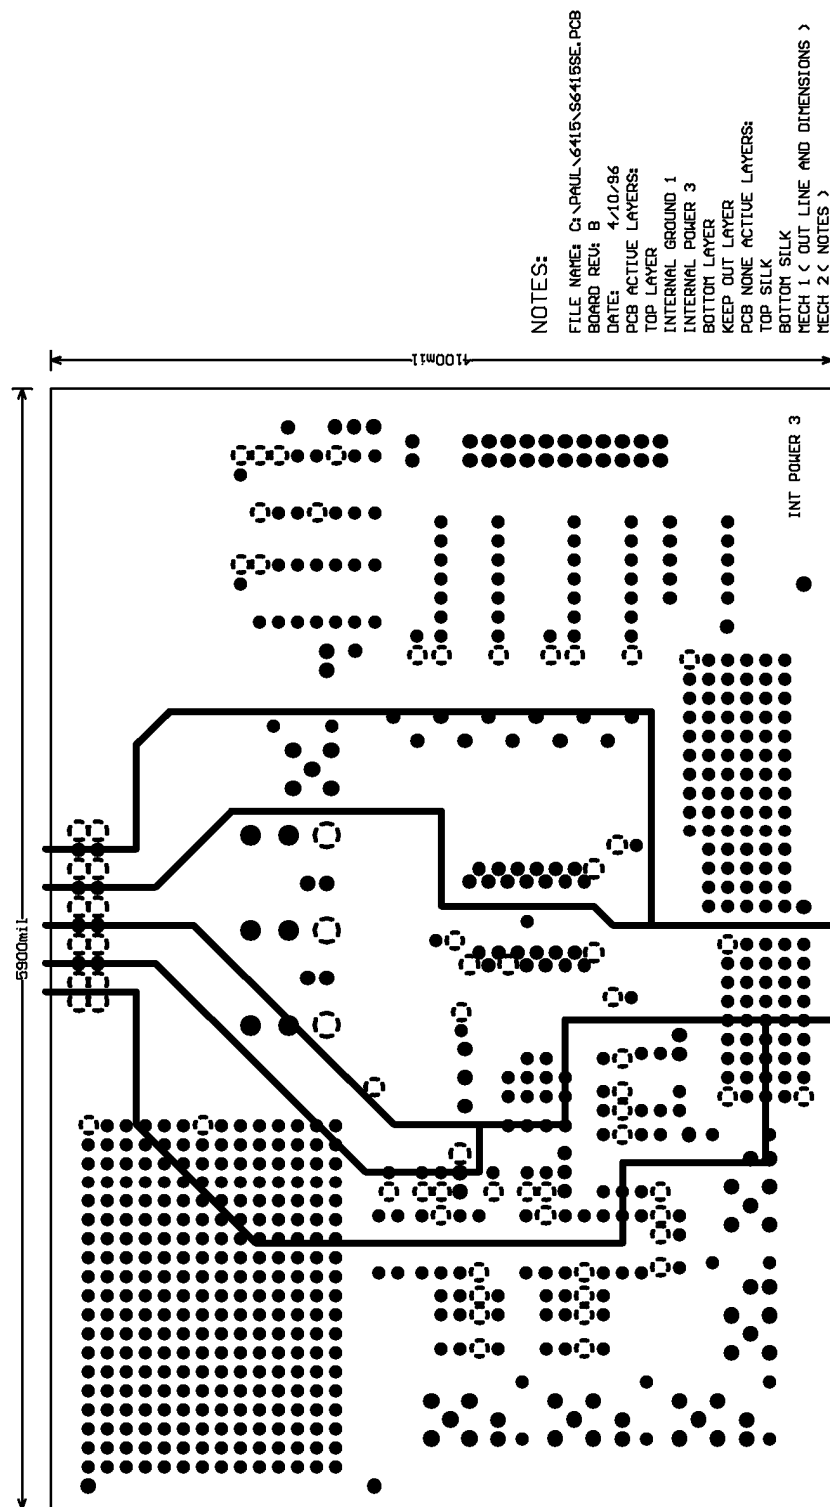 NOTES:
FILE NAME: C:\PAUL\6415\S6415SE.PCB
BOARD REV: B
DATE: 4/10/96
PCB ACTIVE LAYERS:
TOP LAYER
INTERNAL GROUND 1
INTERNAL POWER 3
BOTTOM LAYER
KEEP OUT LAYER
PCB NONE ACTIVE LAYERS:
TOP SILK
BOTTOM SILK
MECH 1 ( OUT LINE AND DIMENSIONS )
MECH 2 ( NOTES )
4100mil
INT POWER 3
5900mil